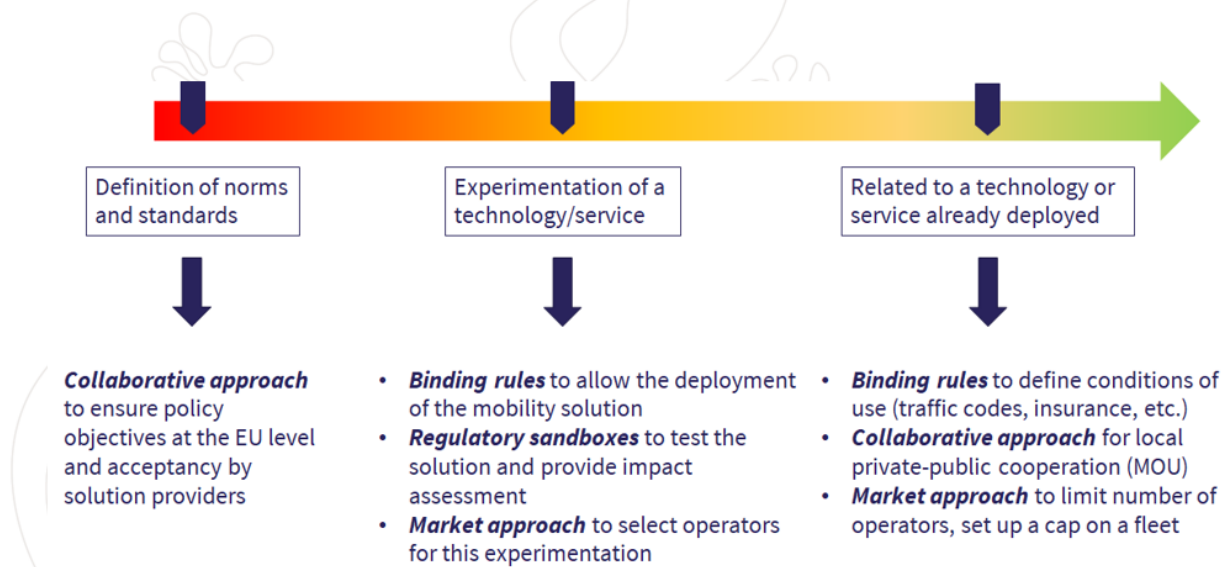 Definition of norms
and standards
Experimentation of a
technology/service
Related to a technology or
service already deployed
Collaborative approach
to ensure policy
objectives at the EU level
and acceptancy by
solution providers
• Binding rules to allow the deployment
of the mobility solution
• Regulatory sandboxes to test the
solution and provide impact
assessment
• Market approach to select operators
for this experimentation
• Binding rules to define conditions of
use (traffic codes, insurance, etc.)
• Collaborative approach for local
private-public cooperation (MOU)
• Market approach to limit number of
operators, set up a cap on a fleet